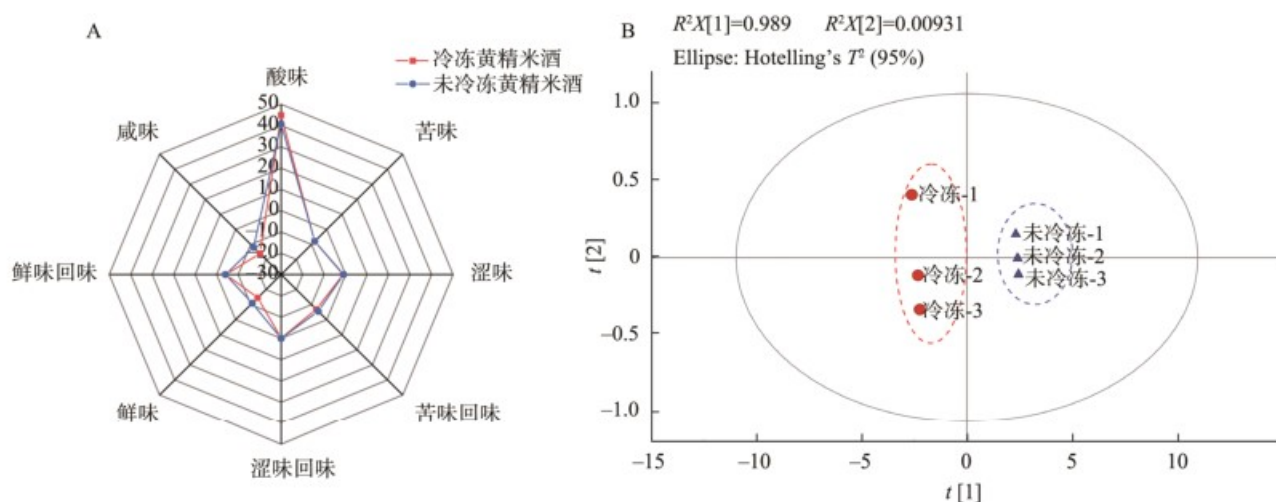 A
冷冻黄精米酒
未冷冻黄精米酒
酸味
50
40
30
20
10
0
-10
-20
-30
苦味
涩味
苦味回味
涩味回味
鲜味
鲜味回味
咸味
B
R²X[1]=0.989 R²X[2]=0.00931
Ellipse: Hotelling's T² (95%)
1.0
0.5
0
-0.5
-1.0
t [2]
冷冻-1
冷冻-2
冷冻-3
未冷冻-1
未冷冻-2
未冷冻-3
-15 -10 -5 0 5 10
t [1]